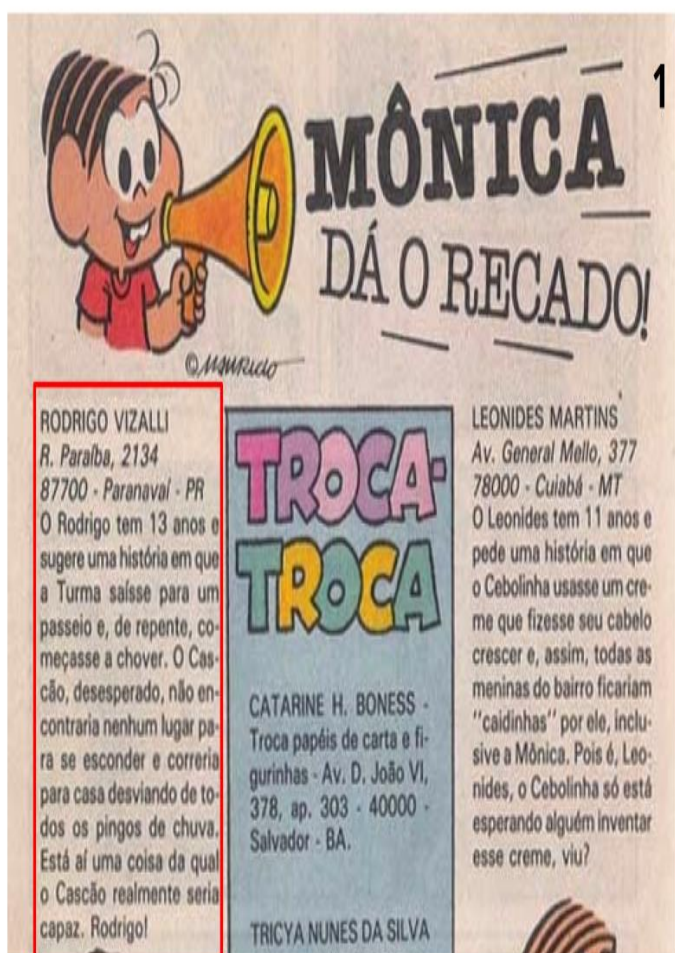 1
MÔNICA
DÁ O RECADO!
© MAURICIO
RODRIGO VIZALLI
R. Paraíba, 2134
87700 - Paranavaí - PR
O Rodrigo tem 13 anos e
sugere uma história em que
a Turma saísse para um
passeio e, de repente, co-
meçasse a chover. O Cas-
cão, desesperado, não en-
contraria nenhum lugar pa-
ra se esconder e correria
para casa desviando de to-
dos os pingos de chuva.
Está aí uma coisa da qual
o Cascão realmente seria
capaz. Rodrigo!
TROCA-
TROCA
CATARINE H. BONESS -
Troca papéis de carta e fi-
gurinhas - Av. D. João VI,
378, ap. 303 - 40000 -
Salvador - BA.
TRICYA NUNES DA SILVA
LEONIDES MARTINS
Av. General Mello, 377
78000 - Cuiabá - MT
O Leonides tem 11 anos e
pede uma história em que
o Cebolinha usasse um cre-
me que fizesse seu cabelo
crescer e, assim, todas as
meninas do bairro ficariam
"caidinhas" por ele, inclu-
sive a Mônica. Pois é, Leo-
nides, o Cebolinha só está
esperando alguém inventar
esse creme, viu?